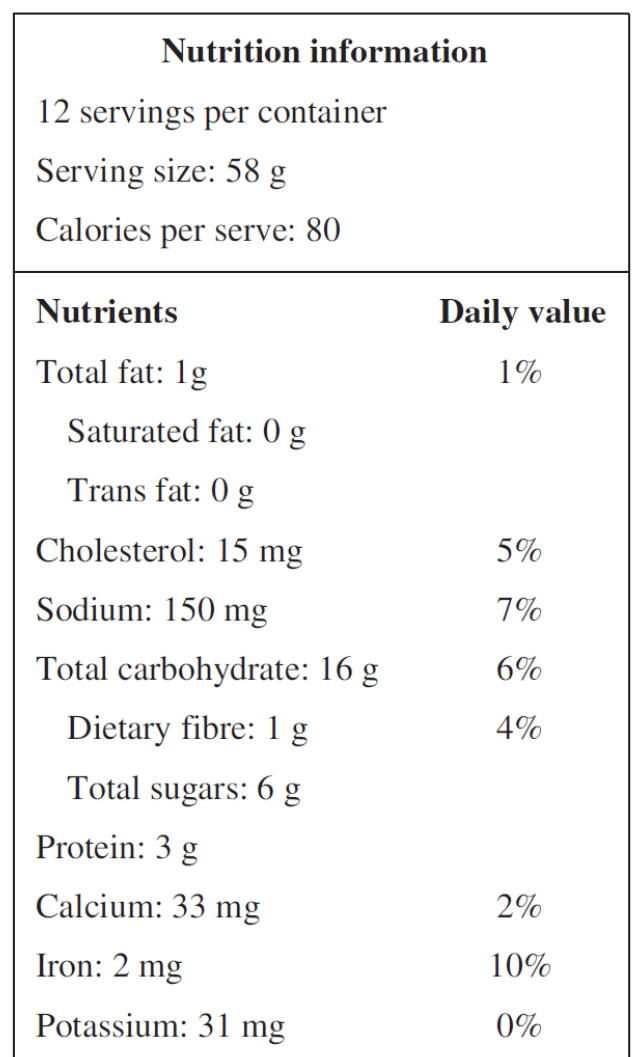 Nutrition information
12 servings per container
Serving size: 58 g
Calories per serve: 80
Nutrients Daily value
Total fat: 1g 1%
Saturated fat: 0 g
Trans fat: 0 g
Cholesterol: 15 mg 5%
Sodium: 150 mg 7%
Total carbohydrate: 16 g 6%
Dietary fibre: 1 g 4%
Total sugars: 6 g
Protein: 3 g
Calcium: 33 mg 2%
Iron: 2 mg 10%
Potassium: 31 mg 0%